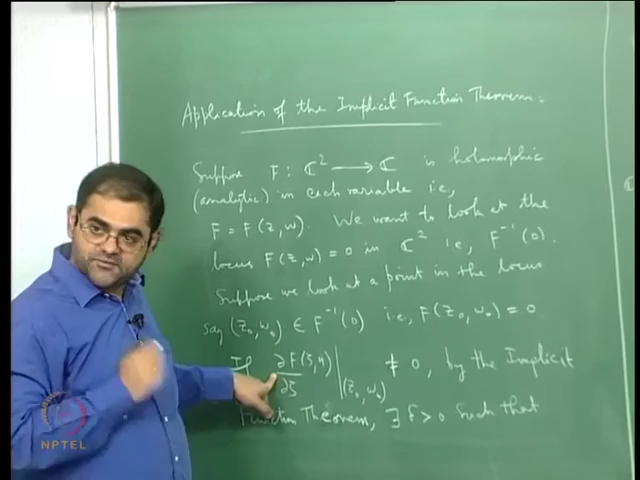 Application of the Implicit Function Theorem:
Suppose F: ℂ² → ℂ is holomorphic
(analytic) in each variable i.e,
F = F(z,w). We want to look at the
locus F(z,w) = 0 in ℂ² i.e, F⁻¹(0).
Suppose we look at a point in the locus
say (z₀,w₀) ∈ F⁻¹(0) i.e, F(z₀,w₀) = 0.
If ∂F(ζ,η)/∂ζ |(z₀,w₀) ≠ 0, by the Implicit
Function Theorem, ∃ ρ>0 such that
NPTEL